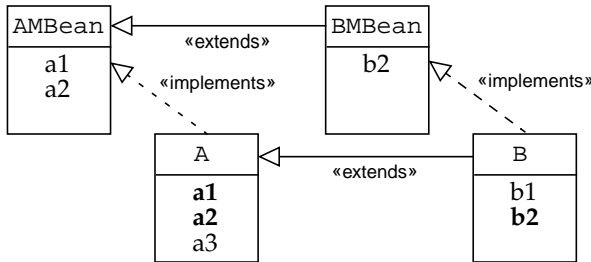 AMBean
a1
a2
«extends»
BMBean
b2
«implements»
«implements»
A
a1
a2
a3
«extends»
B
b1
b2